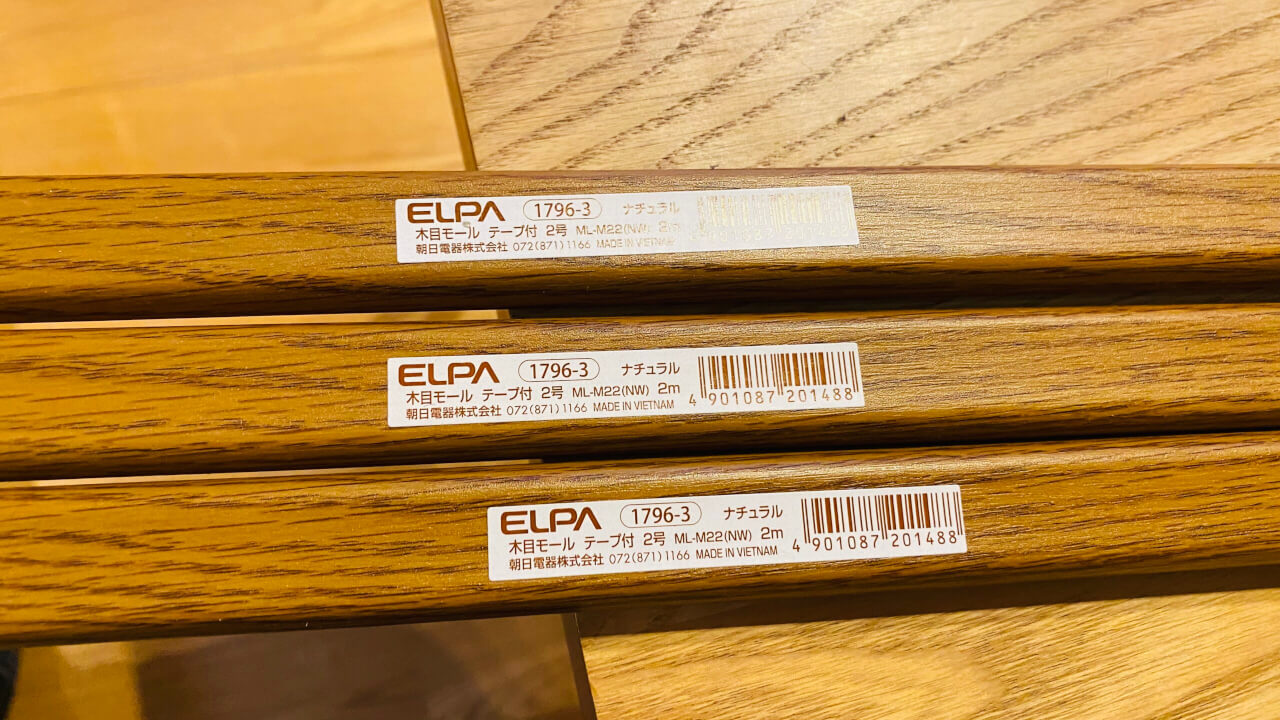 ELPA 1796-3 ナチュラル
木目モール テープ付 2号 ML-M22(NW) 2m
朝日電器株式会社 072(871)1166 MADE IN VIETNAM
201488
ELPA 1796-3 ナチュラル
木目モール テープ付 2号 ML-M22(NW) 2m
朝日電器株式会社 072(871)1166 MADE IN VIETNAM
4 901087 201488
ELPA 1796-3 ナチュラル
木目モール テープ付 2号 ML-M22(NW) 2m
朝日電器株式会社 072(871)1166 MADE IN VIETNAM
4 901087 201488